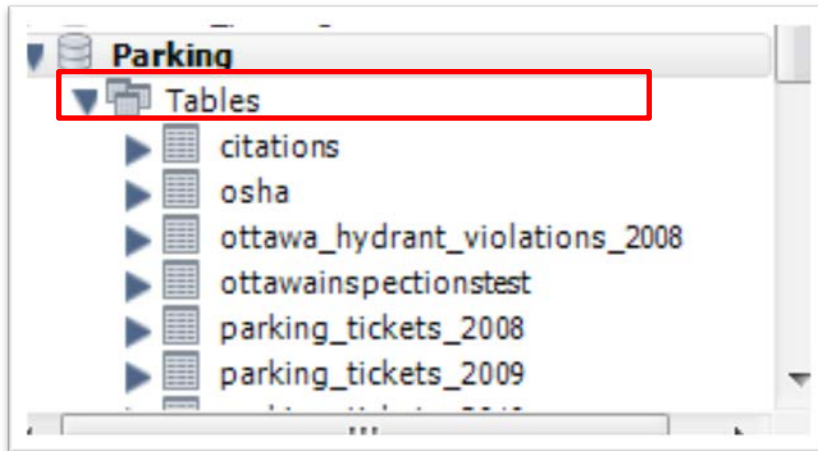 Parking
Tables
citations
osha
ottawa_hydrant_violations_2008
ottawainspectionstest
parking_tickets_2008
parking_tickets_2009